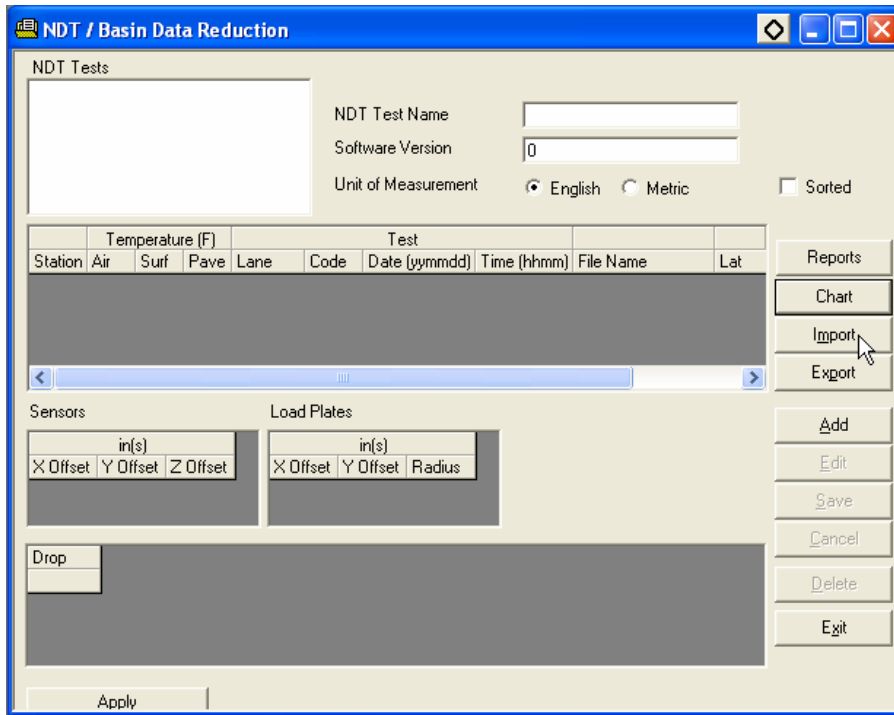 NDT / Basin Data Reduction
NDT Tests
NDT Test Name
Software Version 0
Unit of Measurement English Metric Sorted
Temperature (F) Test
Station Air Surf Pave Lane Code Date (yymmdd) Time (hhmm) File Name Lat
Reports
Chart
Import
Export
Sensors Load Plates
in(s) in(s)
X Offset Y Offset Z Offset X Offset Y Offset Radius
Add
Edit
Save
Cancel
Drop
Delete
Exit
Apply